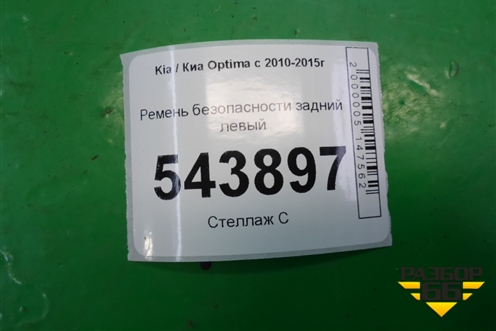 Kia / Киа Optima с 2010-2015г
Ремень безопасности задний
левый
543897
Стеллаж С
2000005147562
РАЗБОР
66